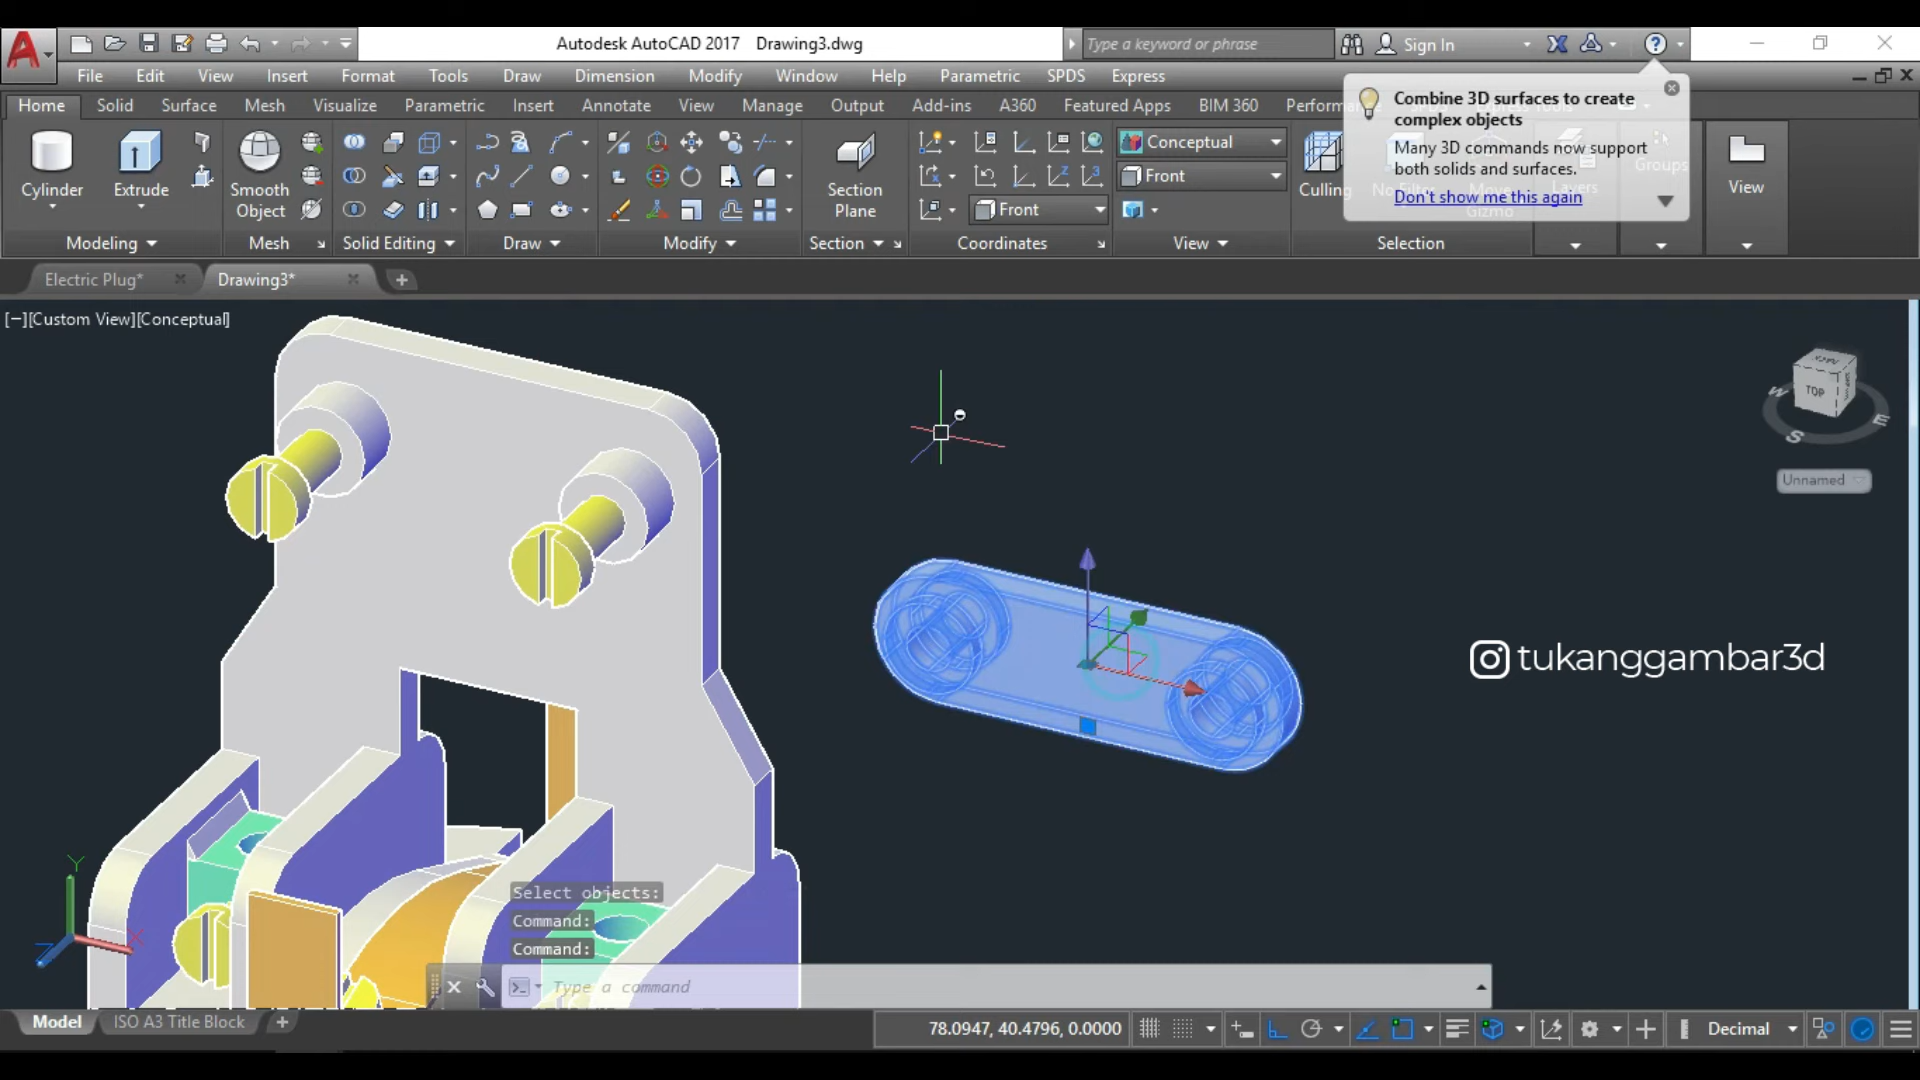 Autodesk AutoCAD 2017 Drawing3.dwg
Type a keyword or phrase
Sign In
File Edit View Insert Format Tools Draw Dimension Modify Window Help Parametric SPDS Express
Home Solid Surface Mesh Visualize Parametric Insert Annotate View Manage Output Add-ins A360 Featured Apps BIM 360
Combine 3D surfaces to create
complex objects
Many 3D commands now support
both solids and surfaces.
Don't show me this again
Cylinder Extrude Smooth
Object
Section
Plane
Conceptual
Front
Front
Culling
Groups
View
Modeling Mesh Solid Editing Draw Modify Section Coordinates View Selection
Electric Plug* Drawing3*
[−][Custom View][Conceptual]
TOP
W
S
E
Unnamed
tukanggambar3d
Select objects:
Command:
Command:
Type a command
Y
X
Z
Model ISO A3 Title Block
78.0947, 40.4796, 0.0000
Decimal